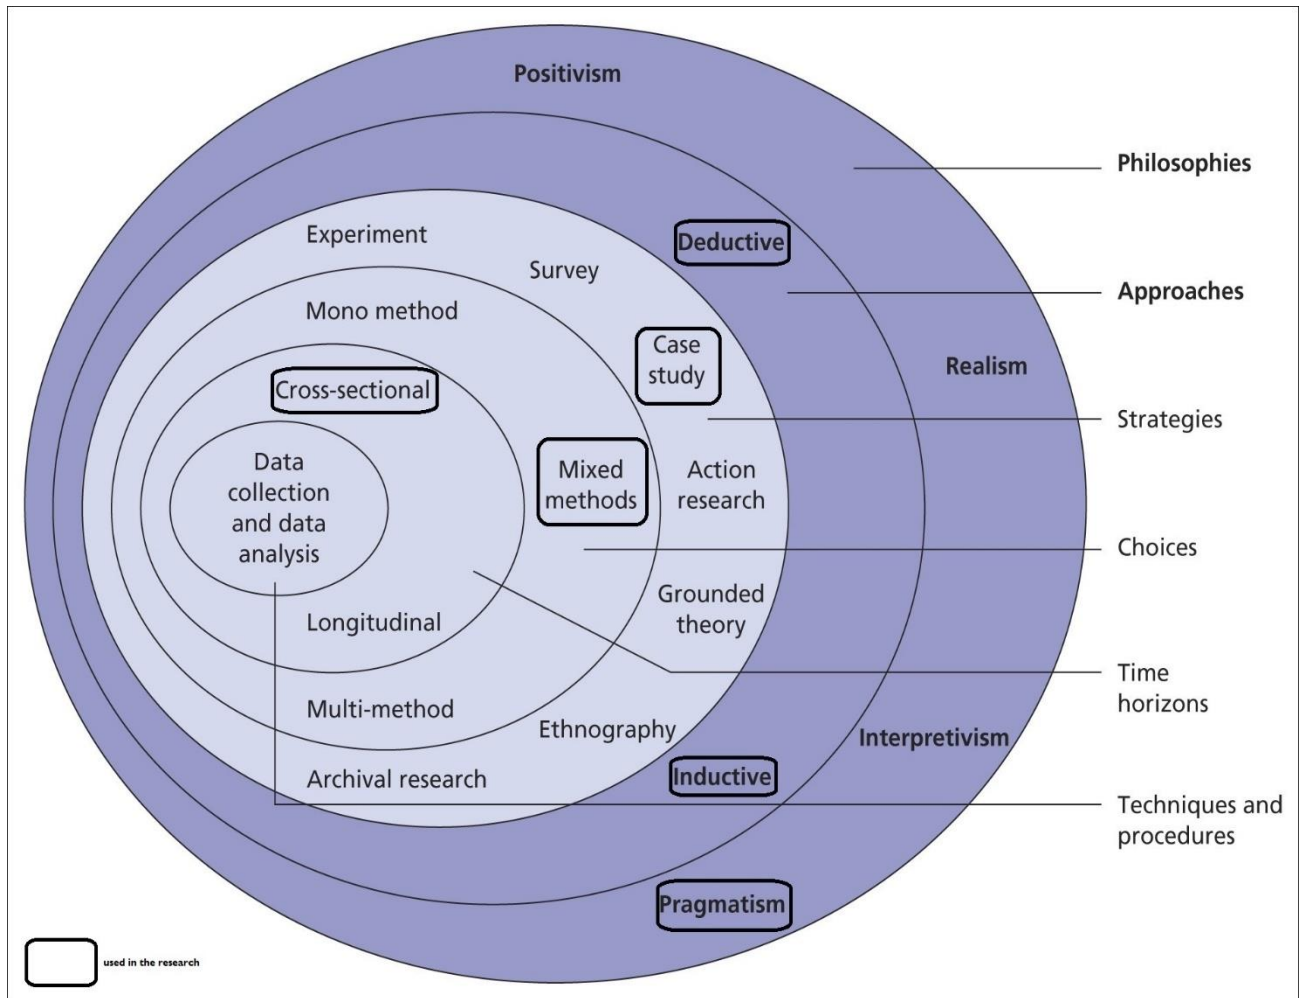 Positivism
Philosophies
Deductive
Experiment
Survey
Approaches
Mono method
Case
study
Realism
Cross-sectional
Strategies
Data
collection
and data
analysis
Mixed
methods
Action
research
Choices
Grounded
theory
Longitudinal
Time
horizons
Multi-method
Ethnography
Interpretivism
Archival research
Inductive
Techniques and
procedures
Pragmatism
used in the research